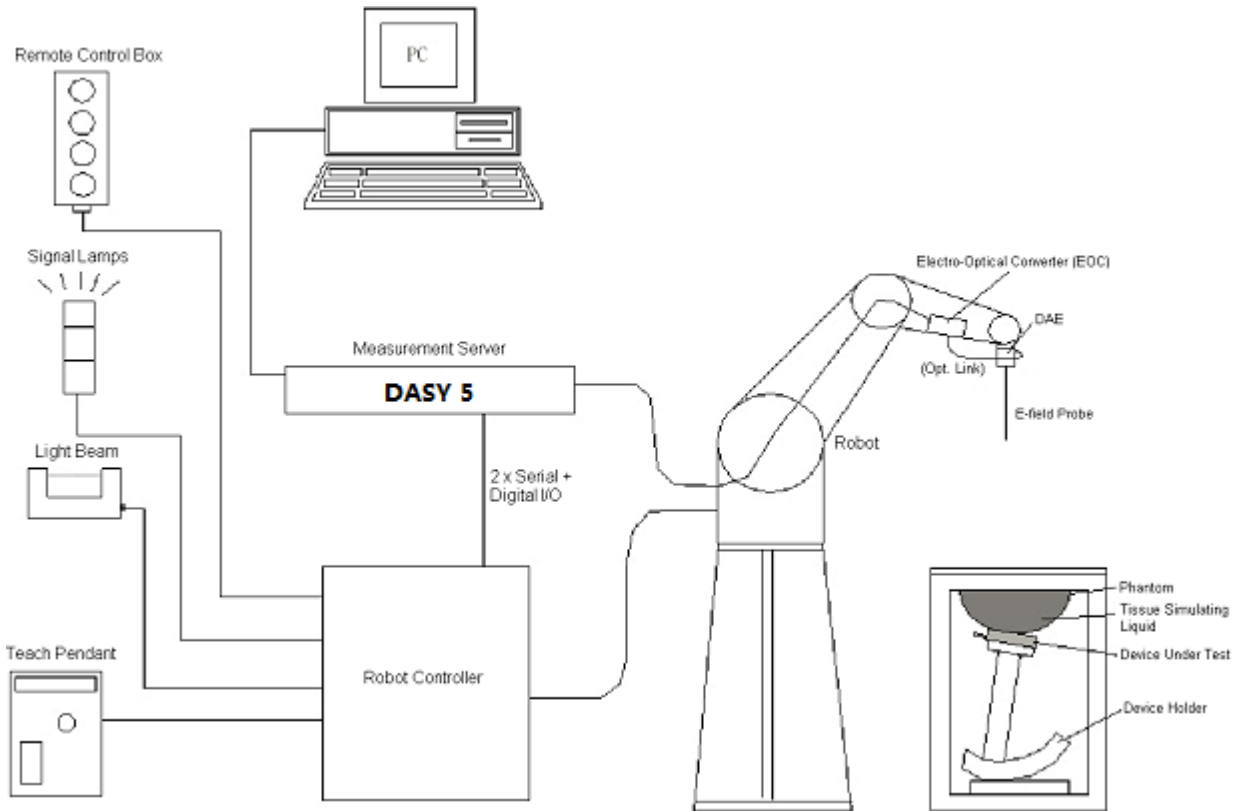 Remote Control Box
PC
Signal Lamps
Electro-Optical Converter (EOC)
DAE
(Opt. Link)
Measurement Server
DASY 5
E-field Probe
Light Beam
Robot
2 x Serial +
Digital I/O
Phantom
Tissue Simulating
Liquid
Teach Pendant
Device Under Test
Robot Controller
Device Holder